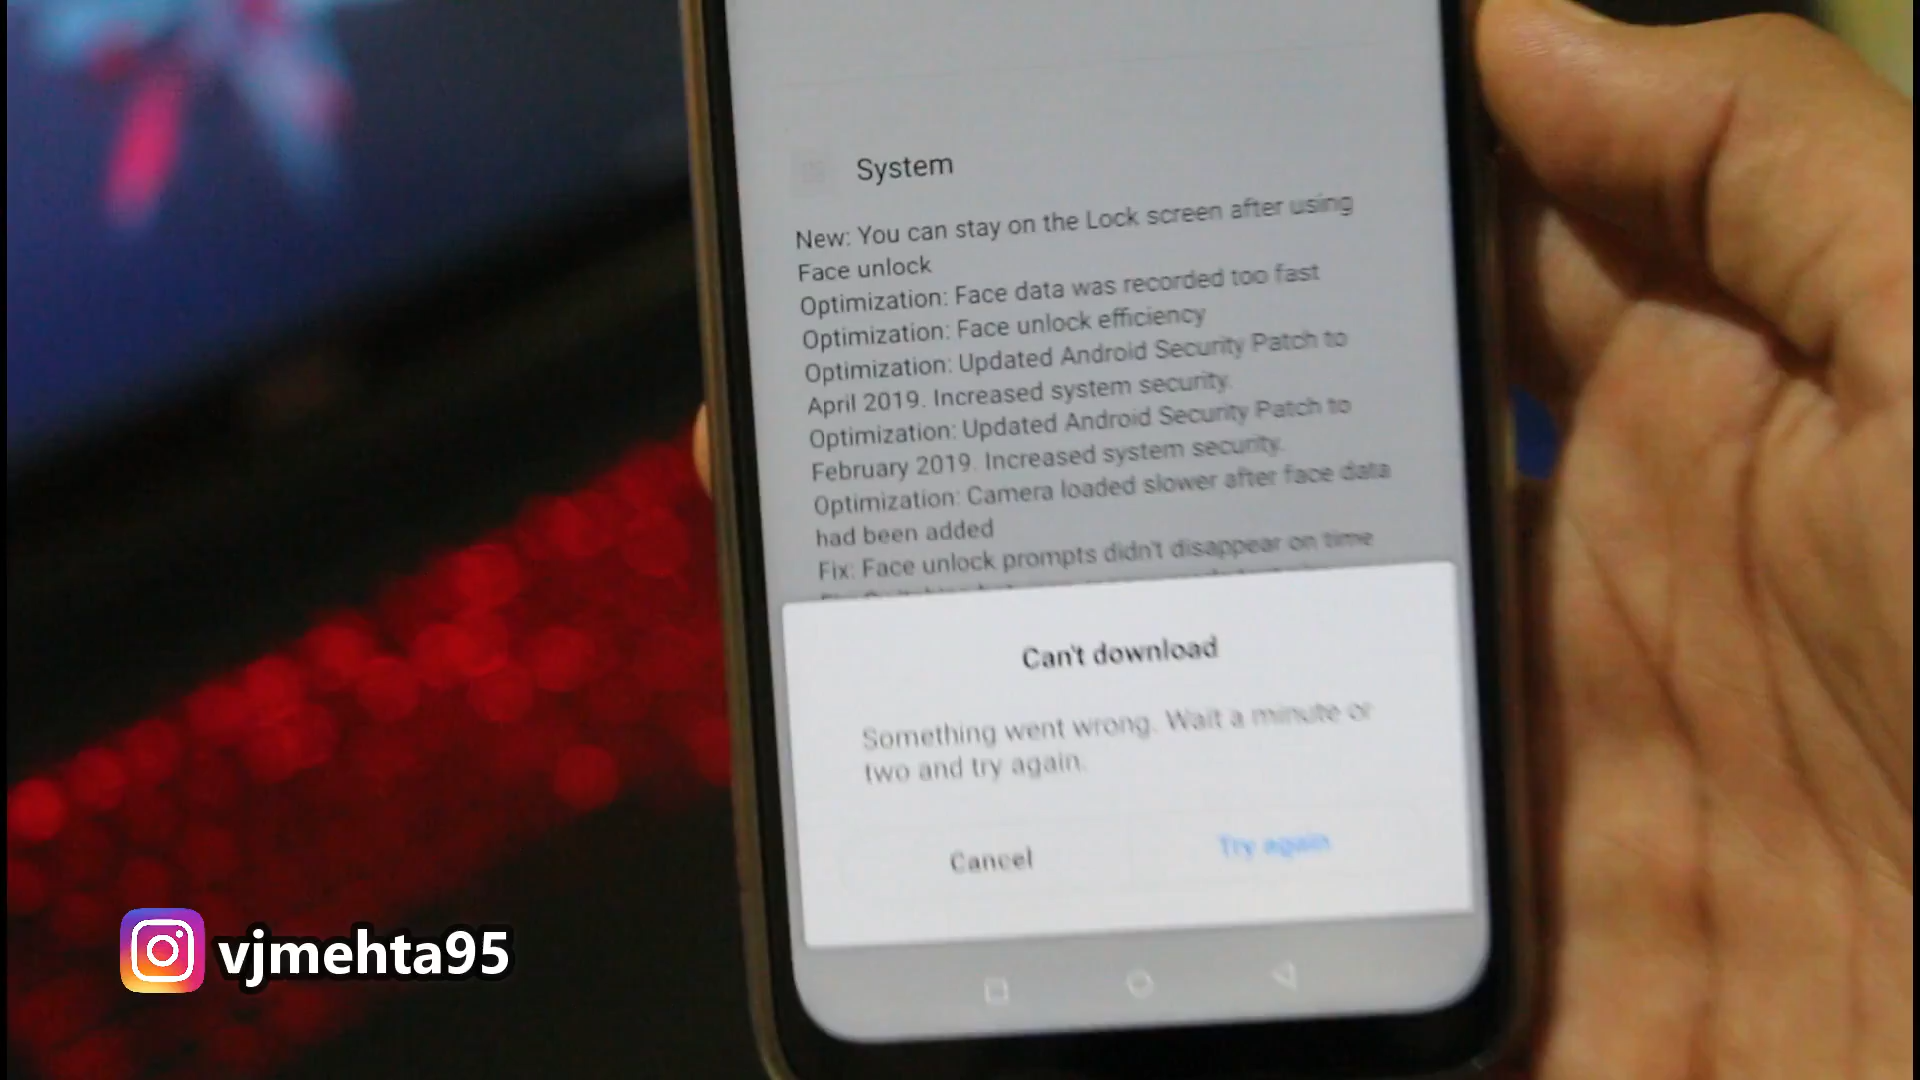 System
New: You can stay on the Lock screen after using
Face unlock
Optimization: Face data was recorded too fast
Optimization: Face unlock efficiency
Optimization: Updated Android Security Patch to
April 2019. Increased system security.
Optimization: Updated Android Security Patch to
February 2019. Increased system security.
Optimization: Camera loaded slower after face data
had been added
Fix: Face unlock prompts didn't disappear on time
Can't download
Something went wrong. Wait a minute or
two and try again.
Cancel
Try again
vjmehta95